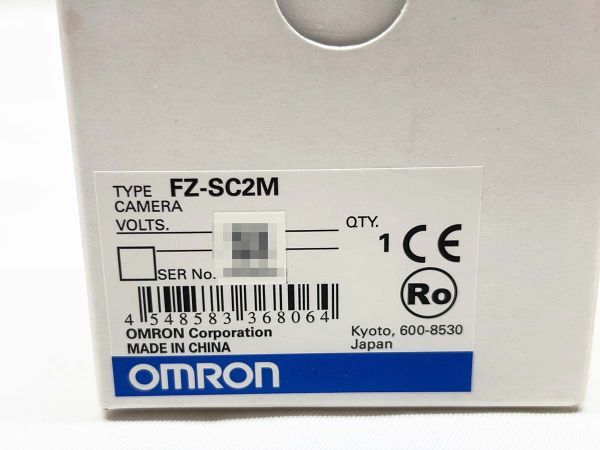 TYPE FZ-SC2M
CAMERA
VOLTS.
QTY. 1
CE
SER No.
Ro
4 548583 368064
OMRON Corporation
MADE IN CHINA
Kyoto, 600-8530
Japan
OMRON